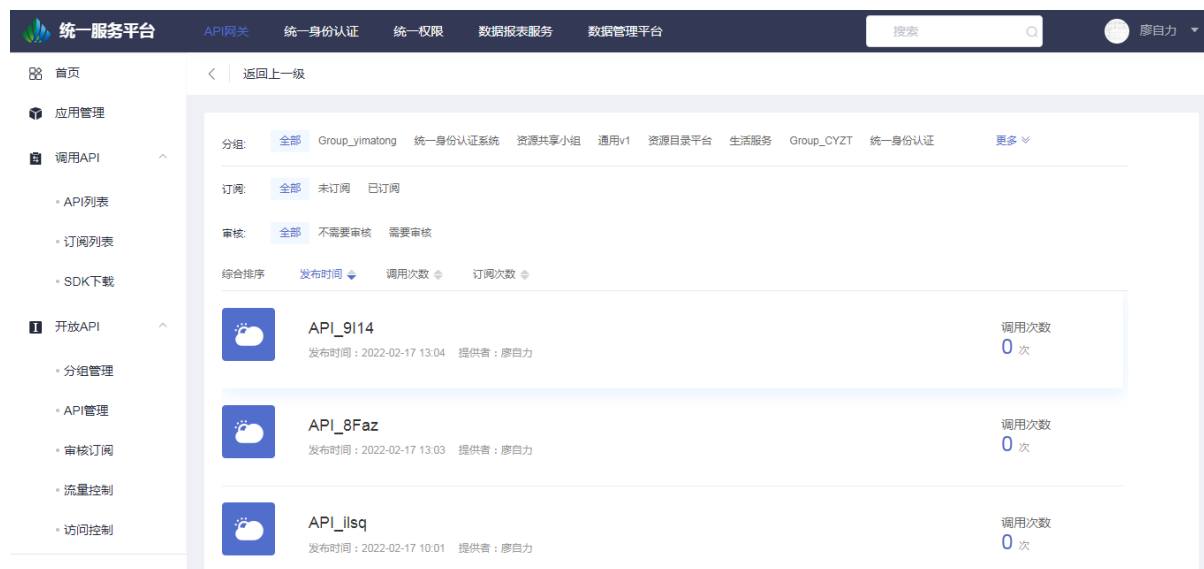 统一服务平台 API网关 统一身份认证 统一权限 数据报表服务 数据管理平台 搜索 廖自力
首页
返回上一级
应用管理
调用API
API列表
订阅列表
SDK下载
开放API
分组管理
API管理
审核订阅
流量控制
访问控制
分组: 全部 Group_yimatong 统一身份认证系统 资源共享小组 通用v1 资源目录平台 生活服务 Group_CYZT 统一身份认证 更多
订阅: 全部 未订阅 已订阅
审核: 全部 不需要审核 需要审核
综合排序 发布时间 调用次数 订阅次数
API_9I14
发布时间：2022-02-17 13:04 提供者：廖自力
调用次数
0 次
API_8Faz
发布时间：2022-02-17 13:03 提供者：廖自力
调用次数
0 次
API_ilsq
发布时间：2022-02-17 10:01 提供者：廖自力
调用次数
0 次